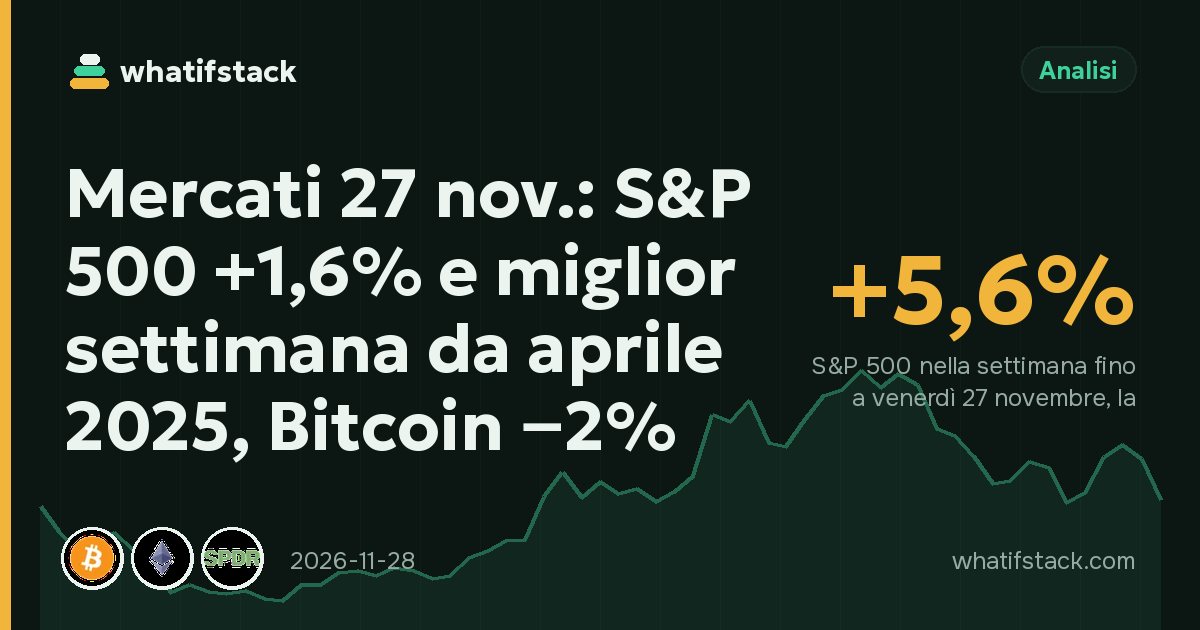 whatifstack
Analisi
Mercati 27 nov.: S&P
500 +1,6% e miglior
settimana da aprile
2025, Bitcoin −2%
+5,6%
S&P 500 nella settimana fino
a venerdì 27 novembre, la
SPDR
2026-11-28
whatifstack.com